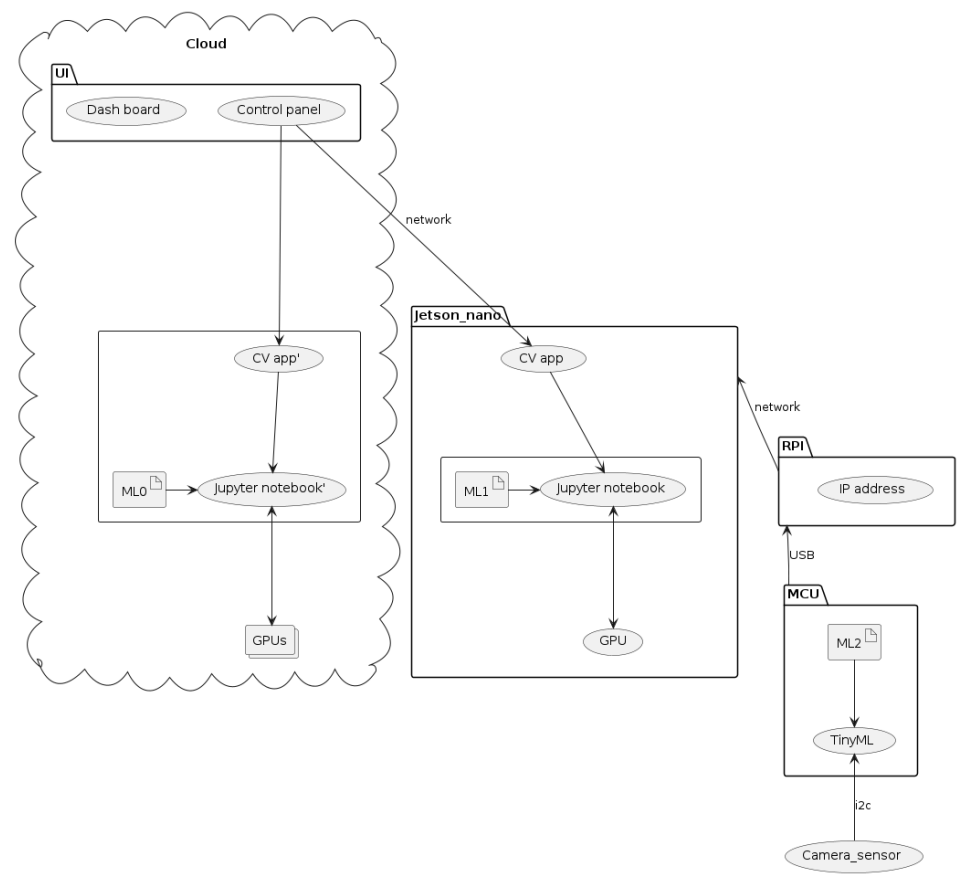 Cloud
UI
Dash board
Control panel
network
Jetson_nano
CV app'
CV app
network
RPI
ML0
Jupyter notebook'
ML1
Jupyter notebook
IP address
USB
MCU
GPUs
GPU
ML2
TinyML
i2c
Camera_sensor